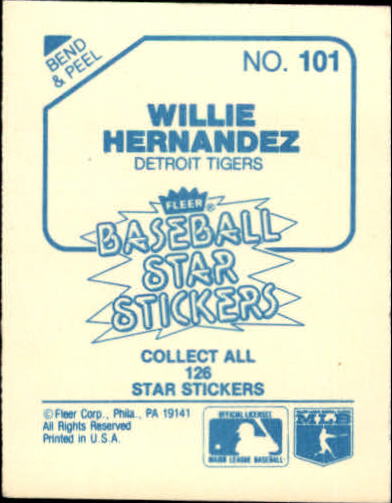 BEND
& PEEL
NO. 101
WILLIE
HERNANDEZ
DETROIT TIGERS
FLEER ®
BASEBALL
STAR
STICKERS
COLLECT ALL
126
STAR STICKERS
© Fleer Corp., Phila., PA 19141
All Rights Reserved
Printed in U.S.A.
OFFICIAL LICENSEE
MAJOR LEAGUE BASEBALL
MLB